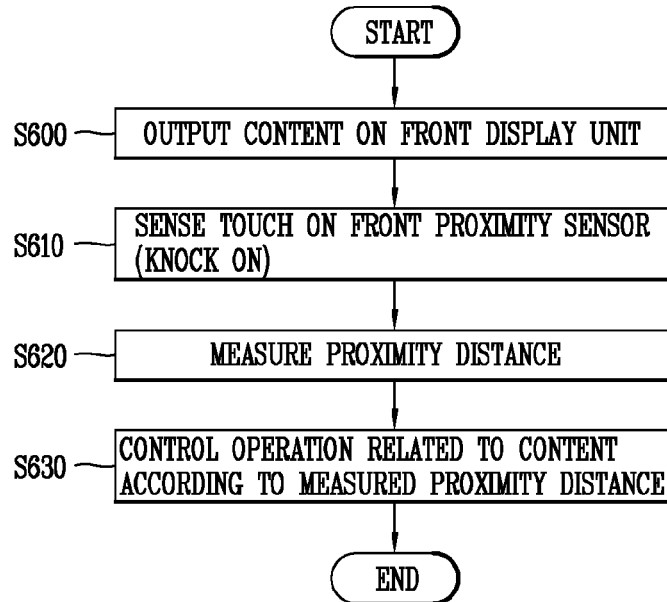 START
S600
OUTPUT CONTENT ON FRONT DISPLAY UNIT
S610
SENSE TOUCH ON FRONT PROXIMITY SENSOR
(KNOCK ON)
S620
MEASURE PROXIMITY DISTANCE
S630
CONTROL OPERATION RELATED TO CONTENT
ACCORDING TO MEASURED PROXIMITY DISTANCE
END